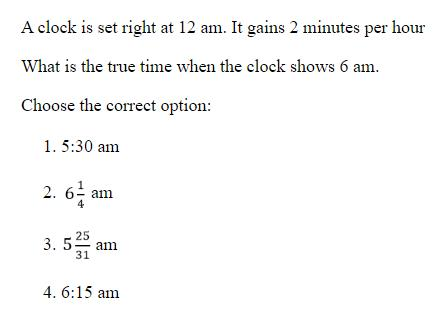 A clock is set right at 12 am. It gains 2 minutes per hour
What is the true time when the clock shows 6 am.
Choose the correct option:
1. 5:30 am
2. 6 1/4 am
3. 5 25/31 am
4. 6:15 am